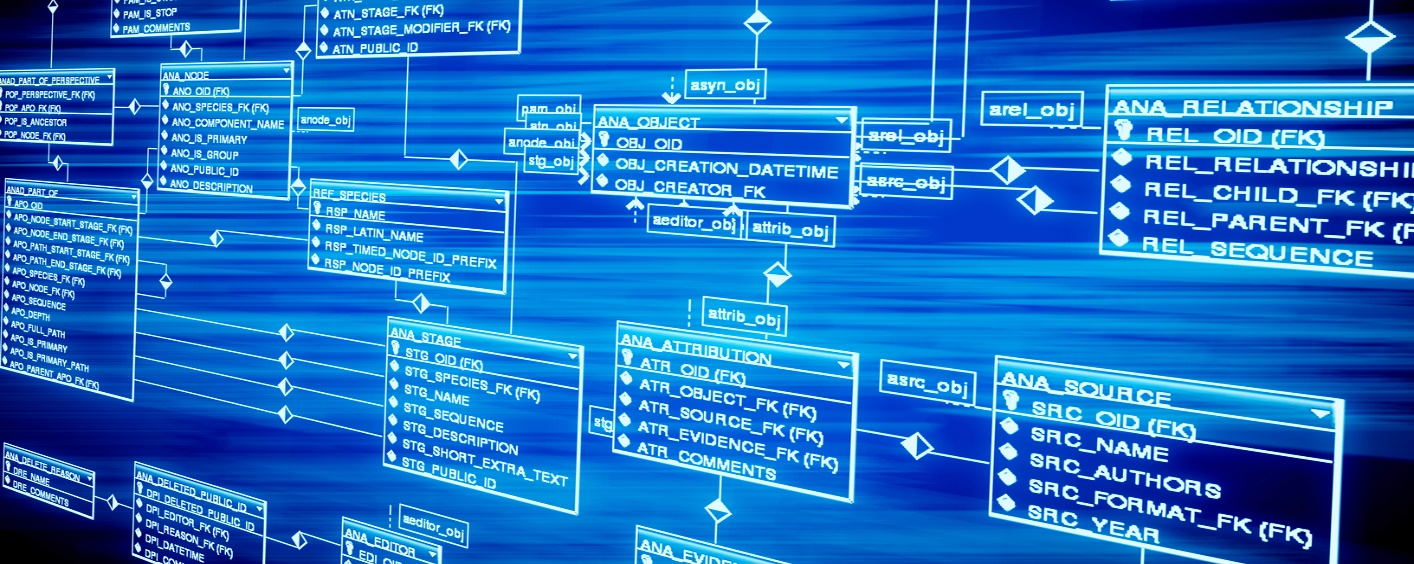 PAM_IS_STOP
PAM_COMMENTS
ATN_STAGE_FK (FK)
ATN_STAGE_MODIFIER_FK (FK)
ATN_PUBLIC_ID
ANAD_PART_OF_PERSPECTIVE
POP_PERSPECTIVE_FK (FK)
POP_APO_FK (FK)
POP_IS_ANCESTOR
POP_NODE_FK (FK)
ANA_NODE
ANO_OID (FK)
ANO_SPECIES_FK (FK)
ANO_COMPONENT_NAME
ANO_IS_PRIMARY
ANO_IS_GROUP
ANO_PUBLIC_ID
ANO_DESCRIPTION
anode_obj
asyn_obj
pam_obj
atn_obj
anode_obj
stg_obj
ANA_OBJECT
OBJ_OID
OBJ_CREATION_DATETIME
OBJ_CREATOR_FK
arel_obj
asrc_obj
aeditor_obj
attrib_obj
arel_obj
ANA_RELATIONSHIP
REL_OID (FK)
REL_RELATIONSHI
REL_CHILD_FK (FK)
REL_PARENT_FK (F
REL_SEQUENCE
ANAD_PART_OF
APO_OID
APO_NODE_START_STAGE_FK (FK)
APO_NODE_END_STAGE_FK (FK)
APO_PATH_START_STAGE_FK (FK)
APO_PATH_END_STAGE_FK (FK)
APO_SPECIES_FK (FK)
APO_NODE_FK (FK)
APO_SEQUENCE
APO_DEPTH
APO_FULL_PATH
APO_IS_PRIMARY
APO_IS_PRIMARY_PATH
APO_PARENT_APO_FK (FK)
REF_SPECIES
RSP_NAME
RSP_LATIN_NAME
RSP_TIMED_NODE_ID_PREFIX
RSP_NODE_ID_PREFIX
ANA_STAGE
STG_OID (FK)
STG_SPECIES_FK (FK)
STG_NAME
STG_SEQUENCE
STG_DESCRIPTION
STG_SHORT_EXTRA_TEXT
STG_PUBLIC_ID
attrib_obj
stg
ANA_ATTRIBUTION
ATR_OID (FK)
ATR_OBJECT_FK (FK)
ATR_SOURCE_FK (FK)
ATR_EVIDENCE_FK (FK)
ATR_COMMENTS
asrc_obj
ANA_SOURCE
SRC_OID (FK)
SRC_NAME
SRC_AUTHORS
SRC_FORMAT_FK (FK)
SRC_YEAR
ANA_DELETE_REASON
DRE_NAME
DRE_COMMENTS
ANA_DELETED_PUBLIC_ID
DPI_DELETED_PUBLIC_ID
DPI_EDITOR_FK (FK)
DPI_REASON_FK (FK)
DPI_DATETIME
aeditor_obj
ANA_EDITOR
ANA_EVIDE